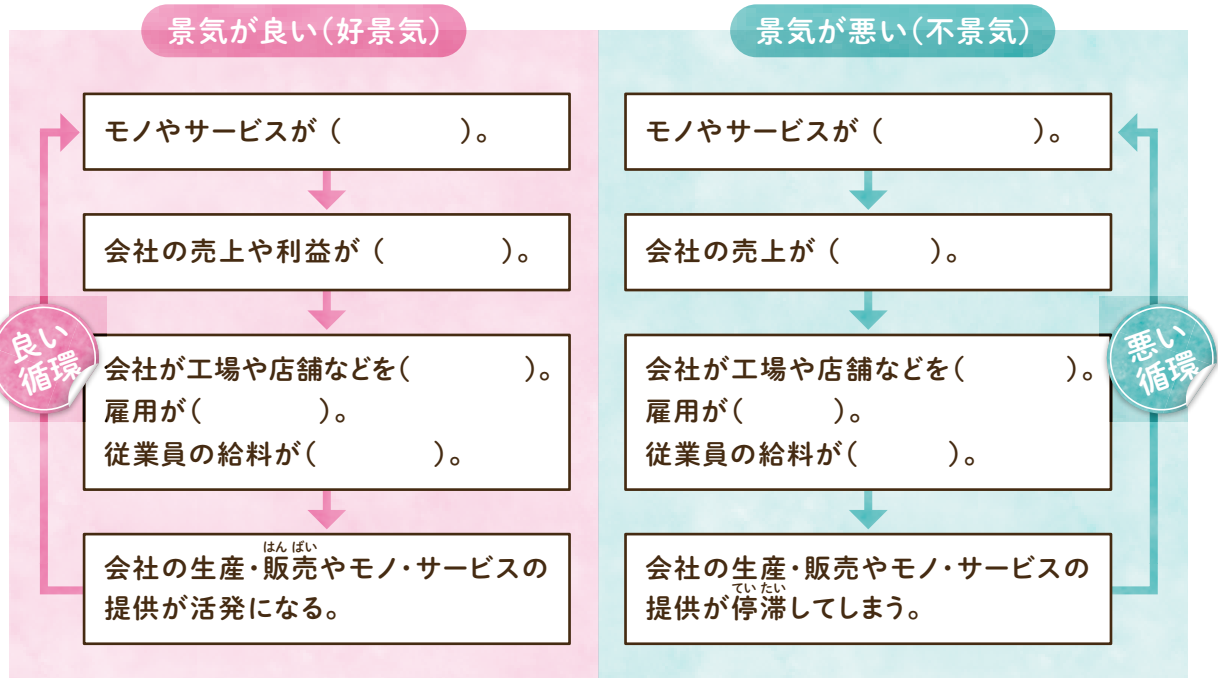 景気が良い(好景気)
モノやサービスが(　　　　)。
会社の売上や利益が(　　　　)。
会社が工場や店舗などを(　　　　)。
雇用が(　　　　)。
従業員の給料が(　　　　)。
はんばい
会社の生産・販売やモノ・サービスの
提供が活発になる。
良い
循環
景気が悪い(不景気)
モノやサービスが(　　　　　)。
会社の売上が(　　　)。
会社が工場や店舗などを(　　　　)。
雇用が(　　　)。
従業員の給料が(　　　)。
会社の生産・販売やモノ・サービスの
ていたい
提供が停滞してしまう。
悪い
循環